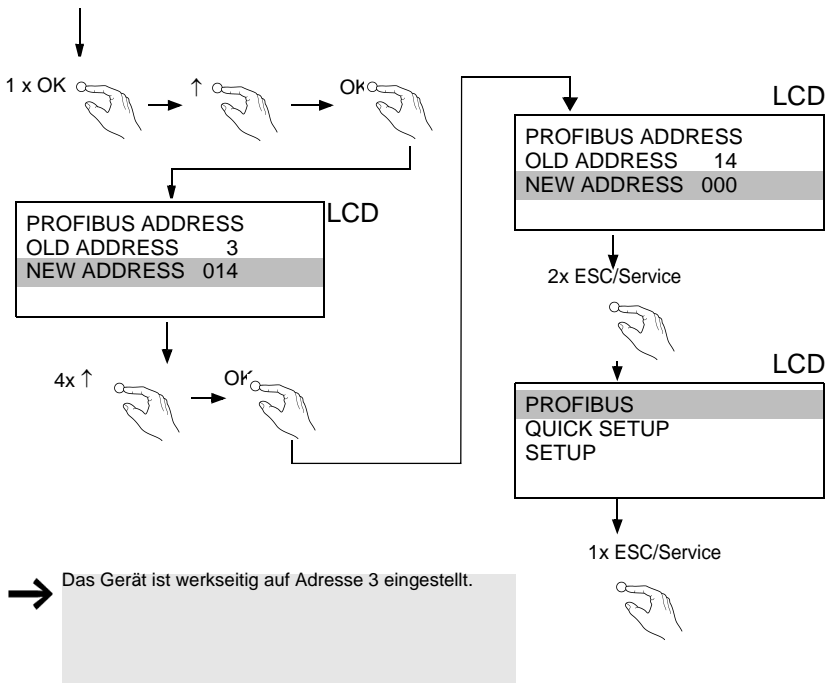 1 x OK
↑
OK
LCD
PROFIBUS ADDRESS
OLD ADDRESS 3
NEW ADDRESS 014
4x ↑
OK
LCD
PROFIBUS ADDRESS
OLD ADDRESS 14
NEW ADDRESS 000
2x ESC/Service
LCD
PROFIBUS
QUICK SETUP
SETUP
1x ESC/Service
Das Gerät ist werkseitig auf Adresse 3 eingestellt.